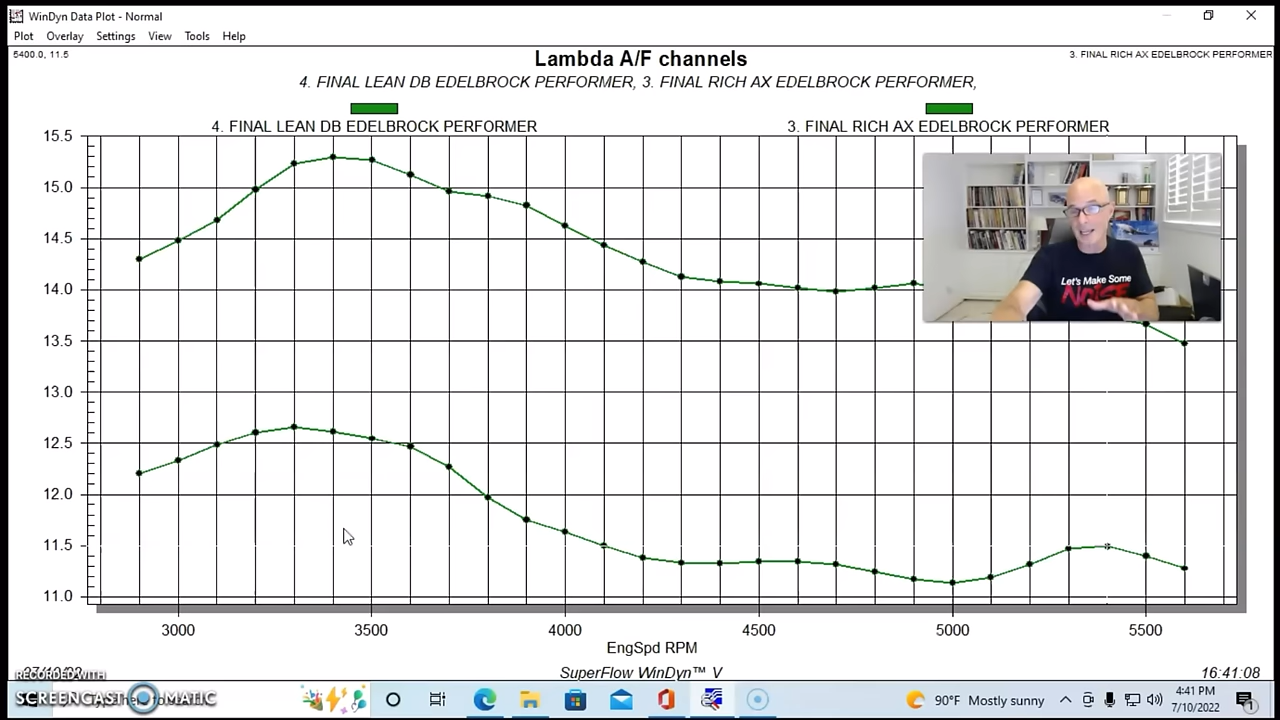 WinDyn Data Plot - Normal
Plot Overlay Settings View Tools Help
5400.0, 11.5
3. FINAL RICH AX EDELBROCK PERFORMER
Lambda A/F channels
4. FINAL LEAN DB EDELBROCK PERFORMER, 3. FINAL RICH AX EDELBROCK PERFORMER,
4. FINAL LEAN DB EDELBROCK PERFORMER
3. FINAL RICH AX EDELBROCK PERFORMER
15.5
15.0
14.5
14.0
13.5
13.0
12.5
12.0
11.5
11.0
Let's Make Some
NOISE
3000 3500 4000 4500 5000 5500
EngSpd RPM
SuperFlow WinDyn™ V
16:41:08
RECORDED WITH
SCREENCAST-O-MATIC
90°F Mostly sunny
4:41 PM
7/10/2022
1